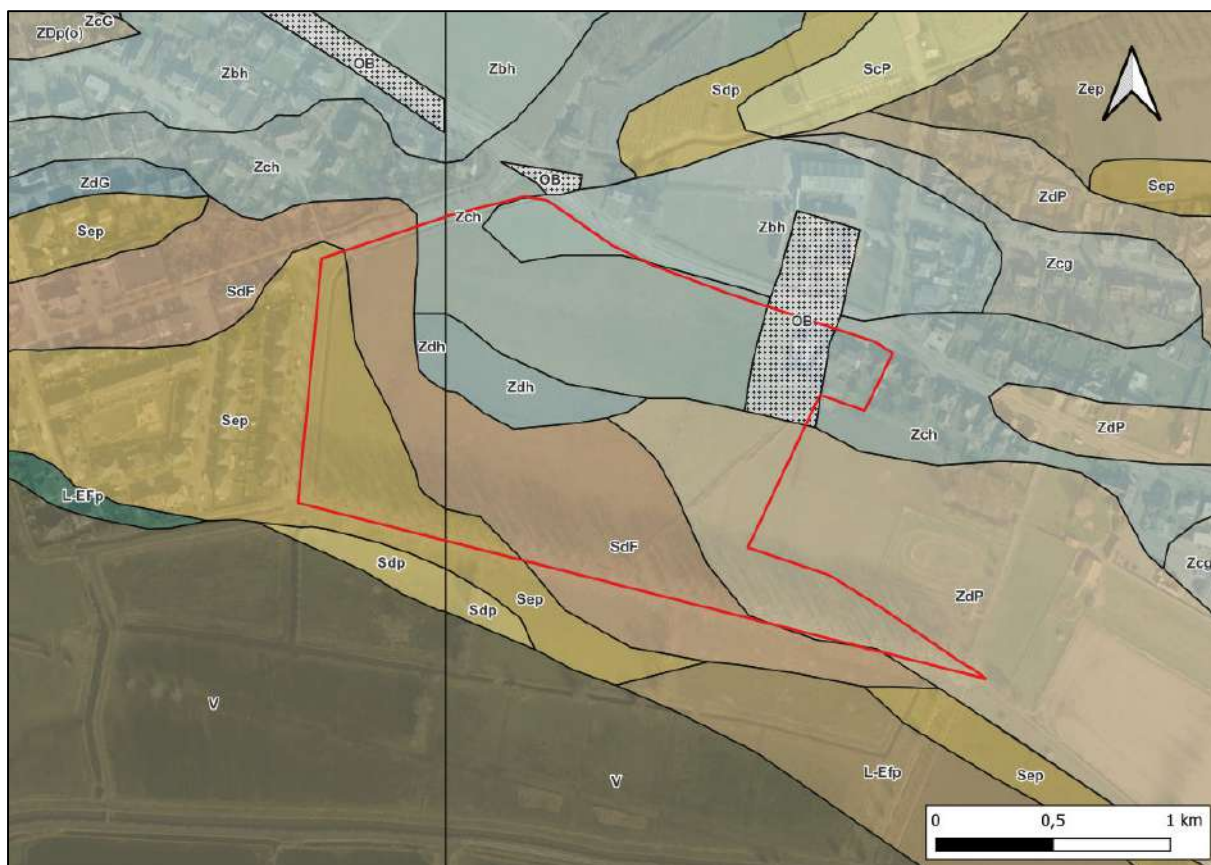 ZcG
ZDp(o)
Zbh
OB
Zbh
Sdp
ScP
Zep
Zch
ZdG
Sep
OB
Zch
Zbh
ZdP
Sep
Zcg
SdF
OB
Zdh
Zdh
Sep
Zch
ZdP
L-EFp
SdF
Zcg
Sdp
Sdp
Sep
ZdP
V
V
L-Efp
Sep
0
0,5
1 km